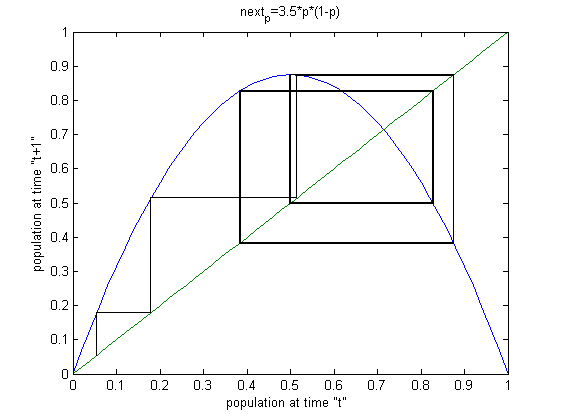 next_p=3.5*p*(1-p)
1
0.9
0.8
0.7
0.6
0.5
0.4
0.3
0.2
0.1
0
population at time "t+1"
0 0.1 0.2 0.3 0.4 0.5 0.6 0.7 0.8 0.9 1
population at time "t"